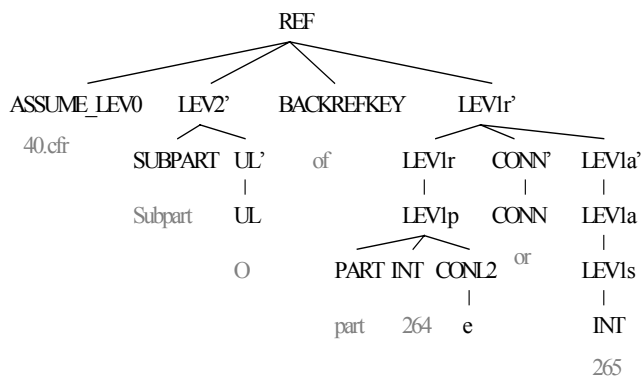 REF
ASSUME_LEV0 LEV2’ BACKREFKEY LEV1r’
40.cfr SUBPART UL’ of LEV1r CONN’ LEV1a’
Subpart UL LEV1p CONN LEV1a
O PART INT CONL2 or LEV1s
part 264 e INT
265